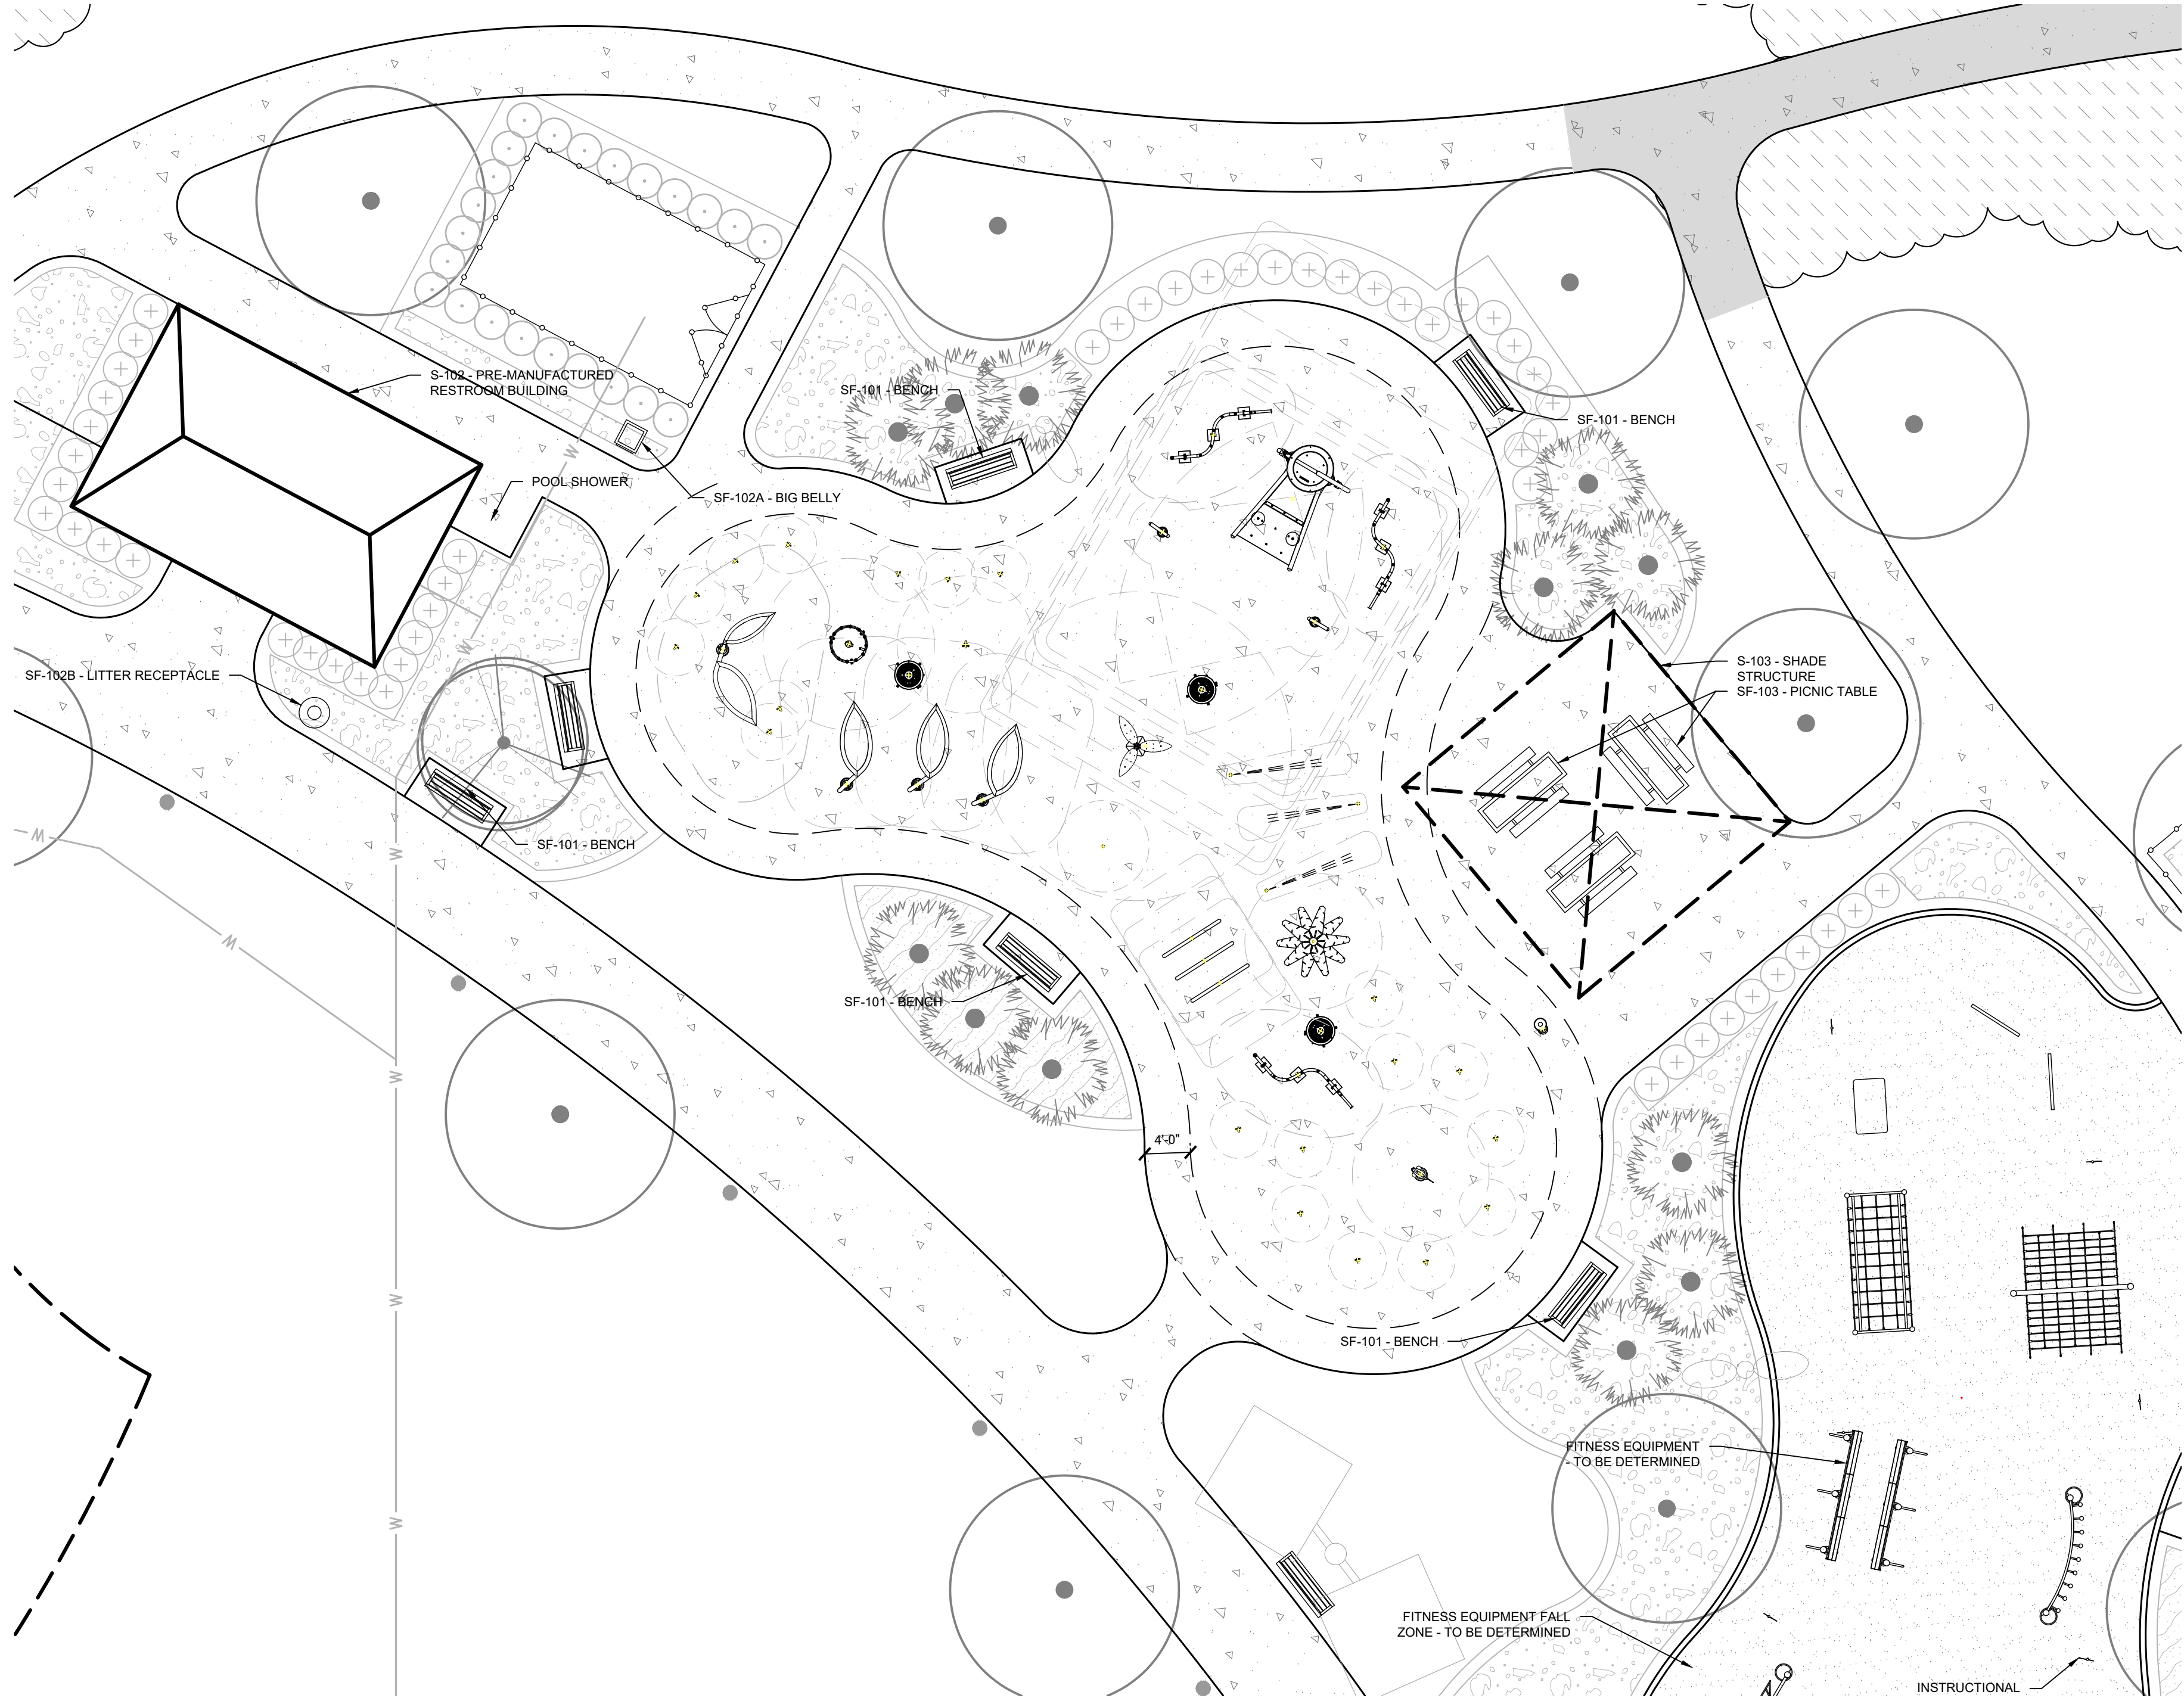 S-102 - PRE-MANUFACTURED
RESTROOM BUILDING
SF-101 - BENCH
SF-101 - BENCH
POOL SHOWER
SF-102A - BIG BELLY
W
W
SF-102B - LITTER RECEPTACLE
S-103 - SHADE
STRUCTURE
SF-103 - PICNIC TABLE
W
W
SF-101 - BENCH
W
SF-101 - BENCH
W
4'-0"
W
SF-101 - BENCH
FITNESS EQUIPMENT
- TO BE DETERMINED
W
FITNESS EQUIPMENT FALL
ZONE - TO BE DETERMINED
INSTRUCTIONAL